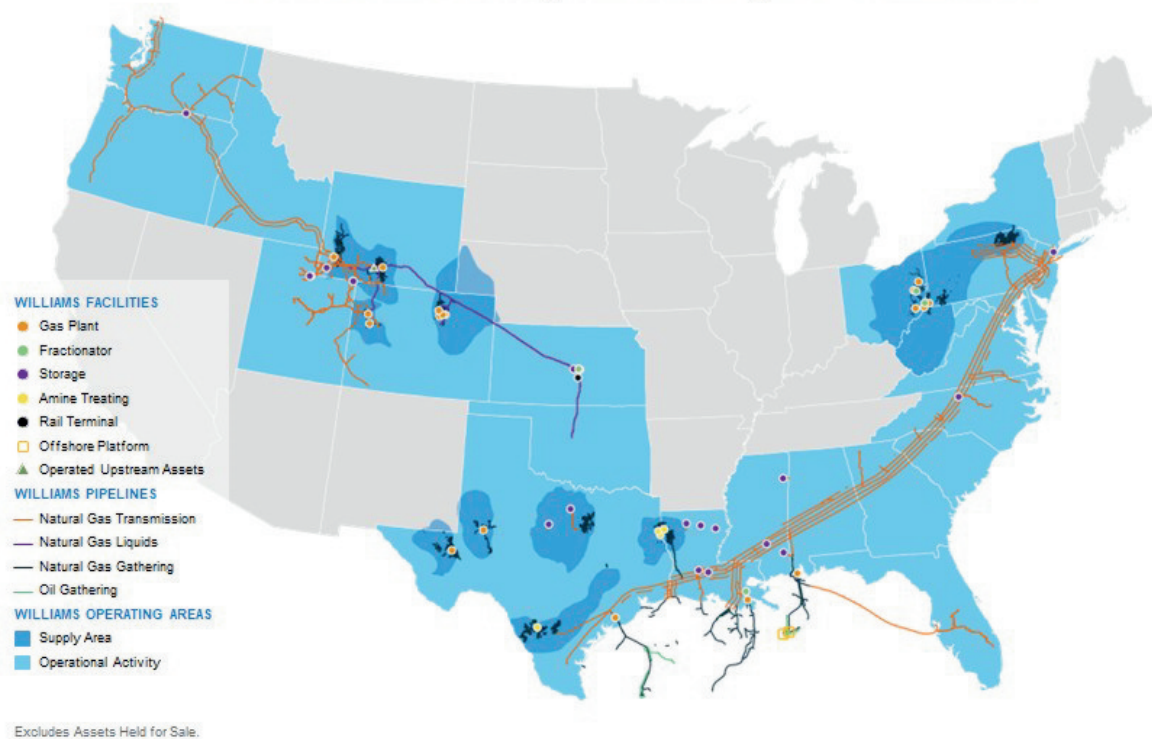 WILLIAMS FACILITIES
Gas Plant
Fractionator
Storage
Amine Treating
Rail Terminal
Offshore Platform
Operated Upstream Assets
WILLIAMS PIPELINES
Natural Gas Transmission
Natural Gas Liquids
Natural Gas Gathering
Oil Gathering
WILLIAMS OPERATING AREAS
Supply Area
Operational Activity
Excludes Assets Held for Sale.